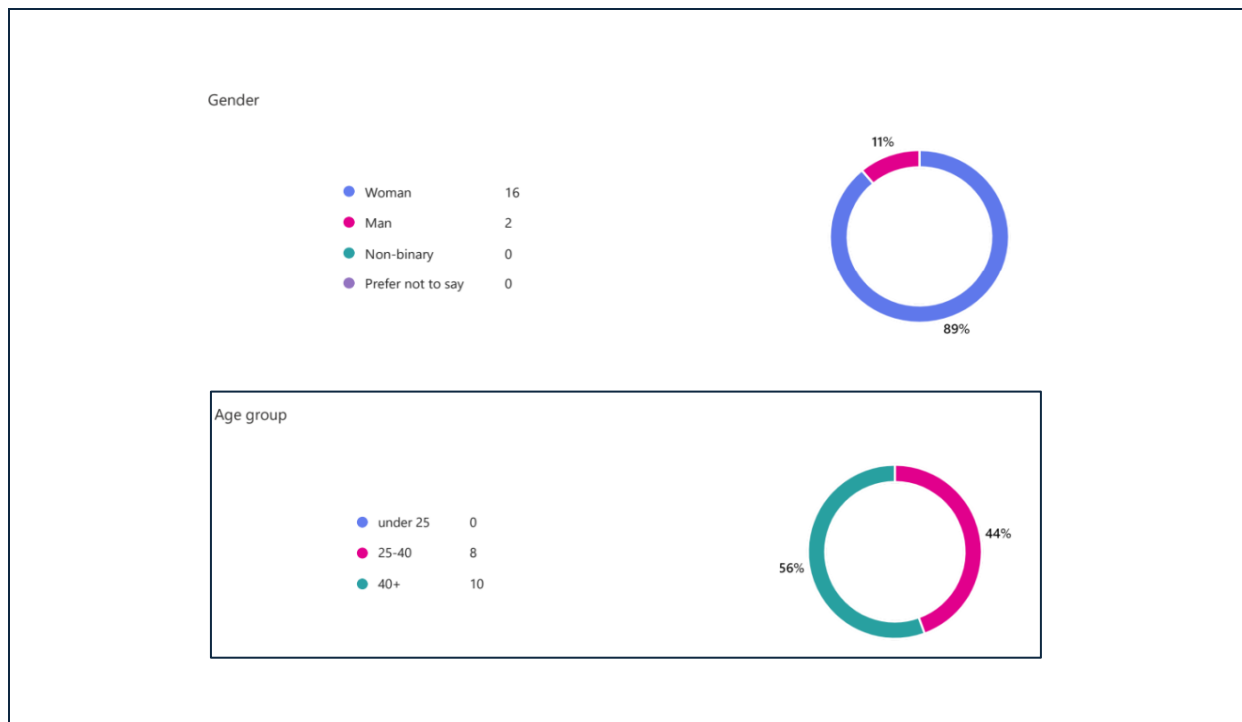 Gender
11%
Woman 16
Man 2
Non-binary 0
Prefer not to say 0
89%
Age group
under 25 0
25-40 8
40+ 10
44%
56%